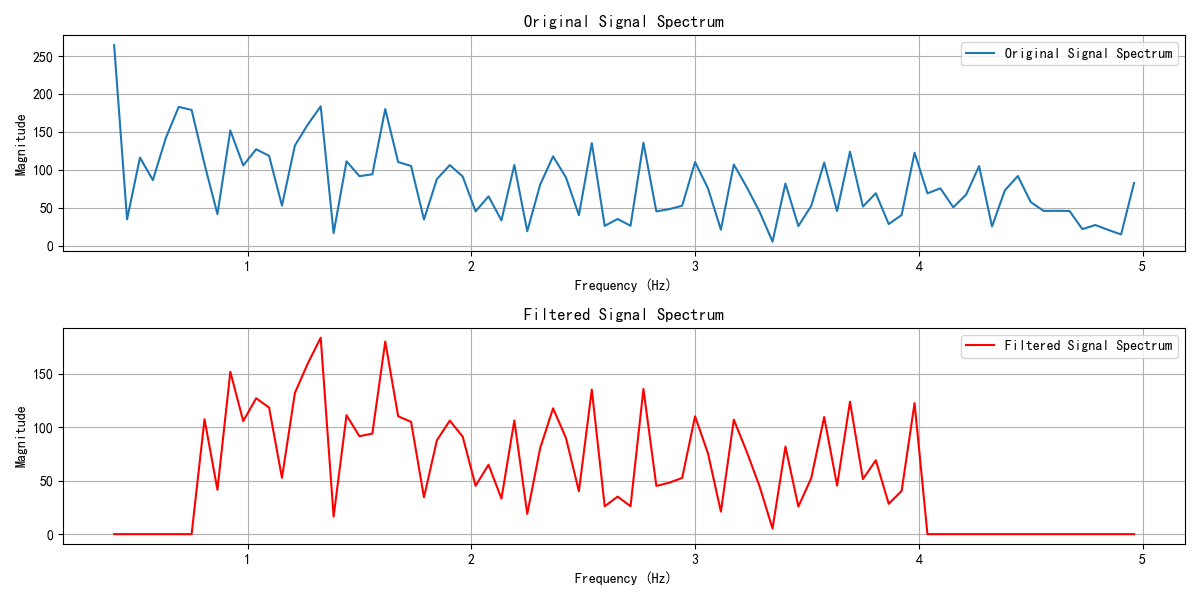 Original Signal Spectrum
Original Signal Spectrum
Magnitude
250
200
150
100
50
0
1 2 3 4 5
Frequency (Hz)
Filtered Signal Spectrum
Filtered Signal Spectrum
Magnitude
150
100
50
0
1 2 3 4 5
Frequency (Hz)